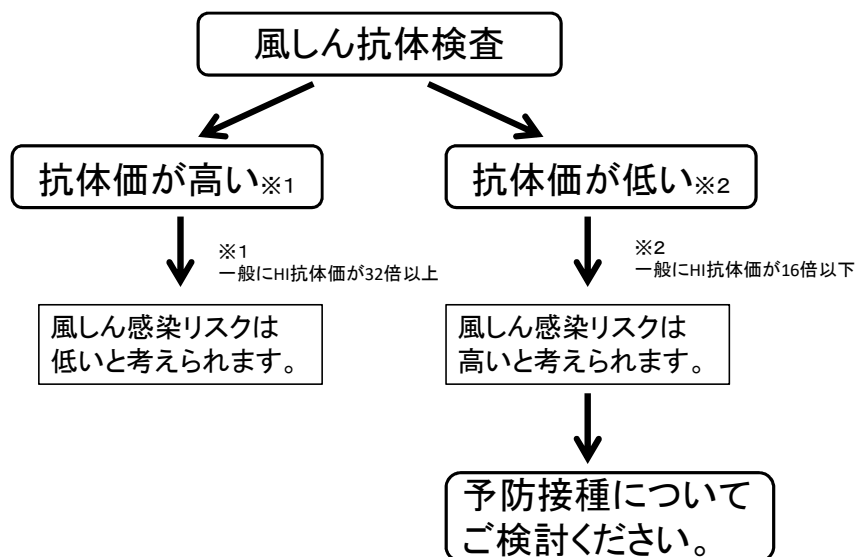 風しん抗体検査
抗体価が高い※1
抗体価が低い※2
※1
一般にHI抗体価が32倍以上
※2
一般にHI抗体価が16倍以下
風しん感染リスクは
低いと考えられます。
風しん感染リスクは
高いと考えられます。
予防接種について
ご検討ください。